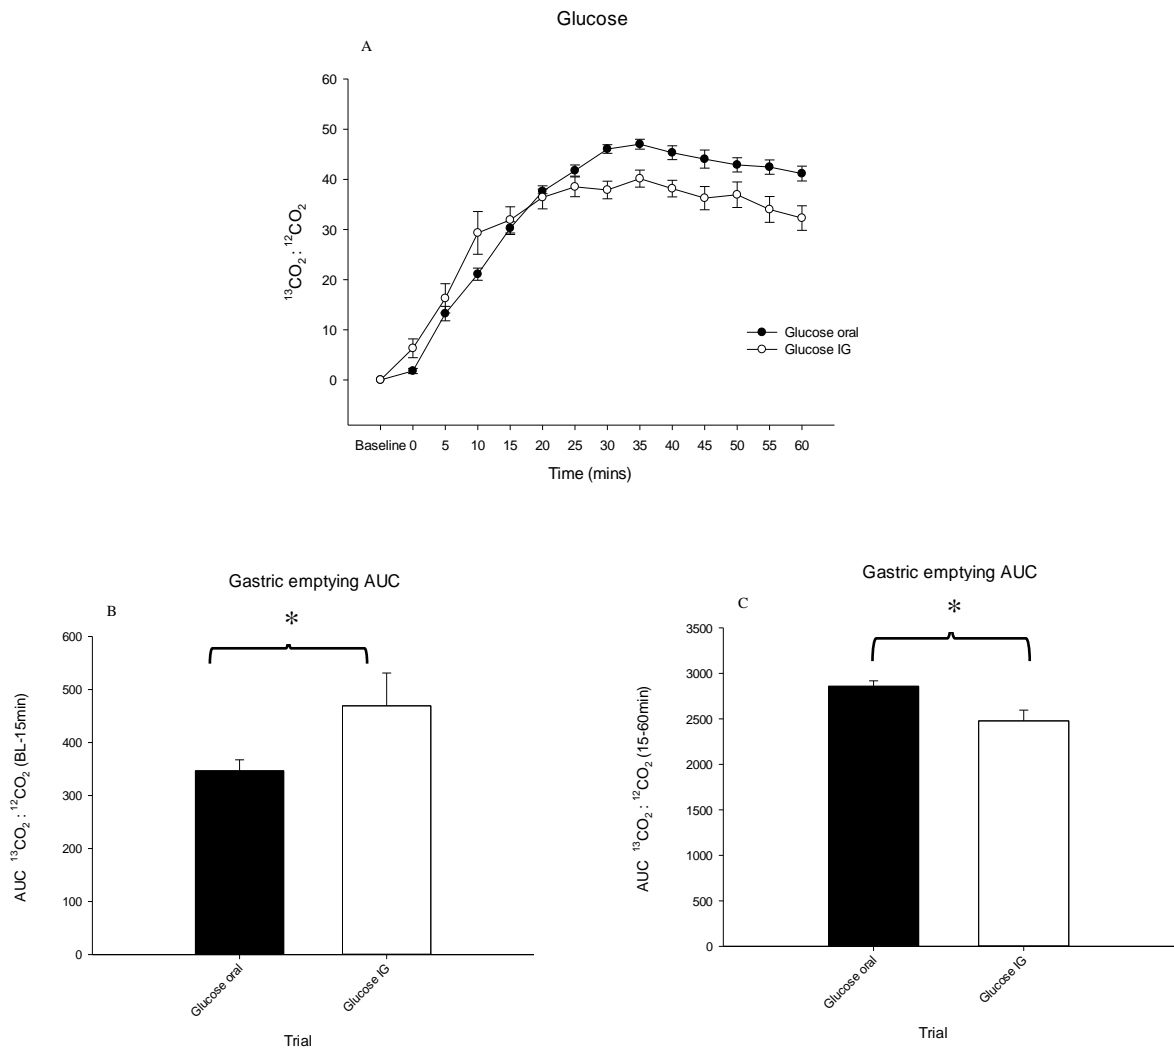 Glucose
A
60
50
40
30
20
10
0
¹³CO₂ : ¹²CO₂
Glucose oral
Glucose IG
Baseline 0 5 10 15 20 25 30 35 40 45 50 55 60
Time (mins)
Gastric emptying AUC
B
*
600
500
400
300
200
100
0
AUC ¹³CO₂ : ¹²CO₂ (BL-15min)
Glucose oral
Glucose IG
Trial
Gastric emptying AUC
C
*
3500
3000
2500
2000
1500
1000
500
0
AUC ¹³CO₂ : ¹²CO₂ (15-60min)
Glucose oral
Glucose IG
Trial